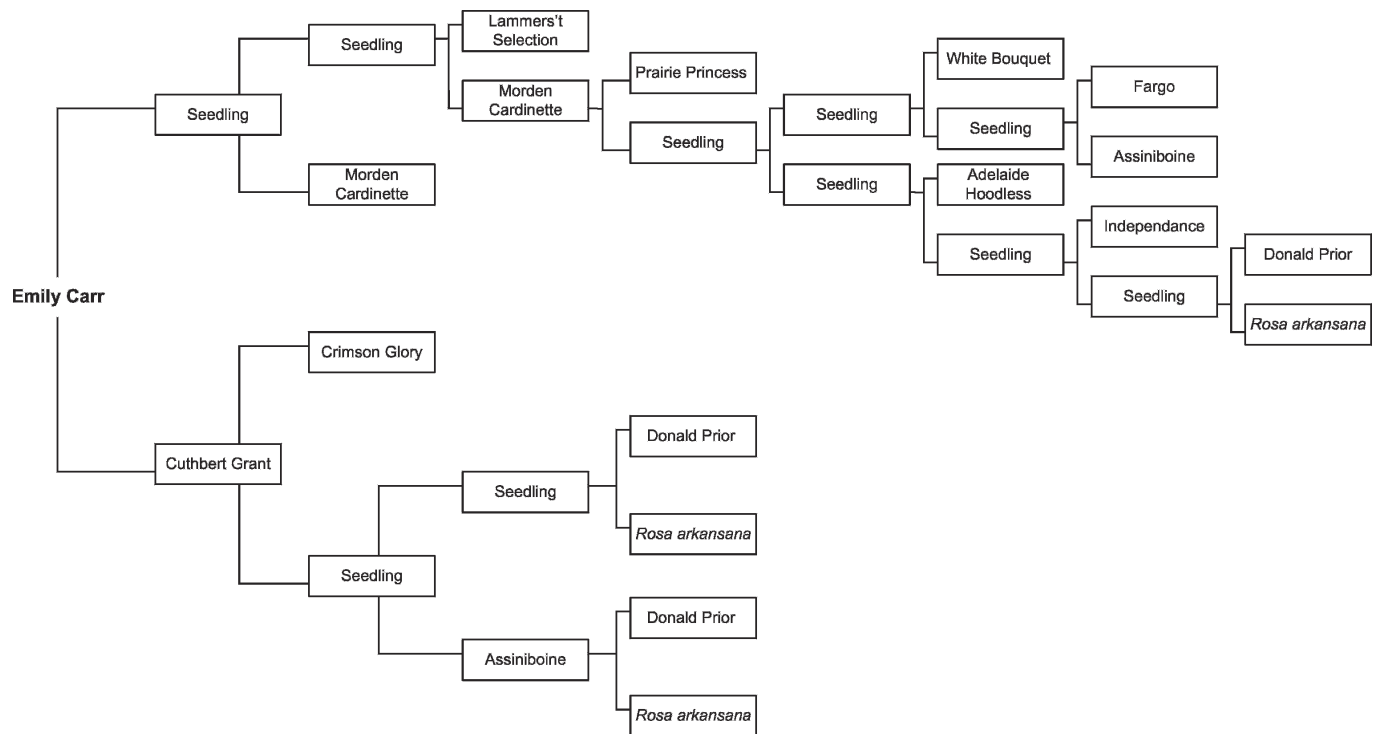 Lammers't
Selection
Seedling
White Bouquet
Prairie Princess
Fargo
Morden
Cardinette
Seedling
Seedling
Seedling
Seedling
Assiniboine
Morden
Cardinette
Seedling
Adelaide
Hoodless
Independance
Seedling
Donald Prior
Emily Carr
Seedling
Rosa arkansana
Crimson Glory
Donald Prior
Cuthbert Grant
Seedling
Rosa arkansana
Seedling
Donald Prior
Assiniboine
Rosa arkansana